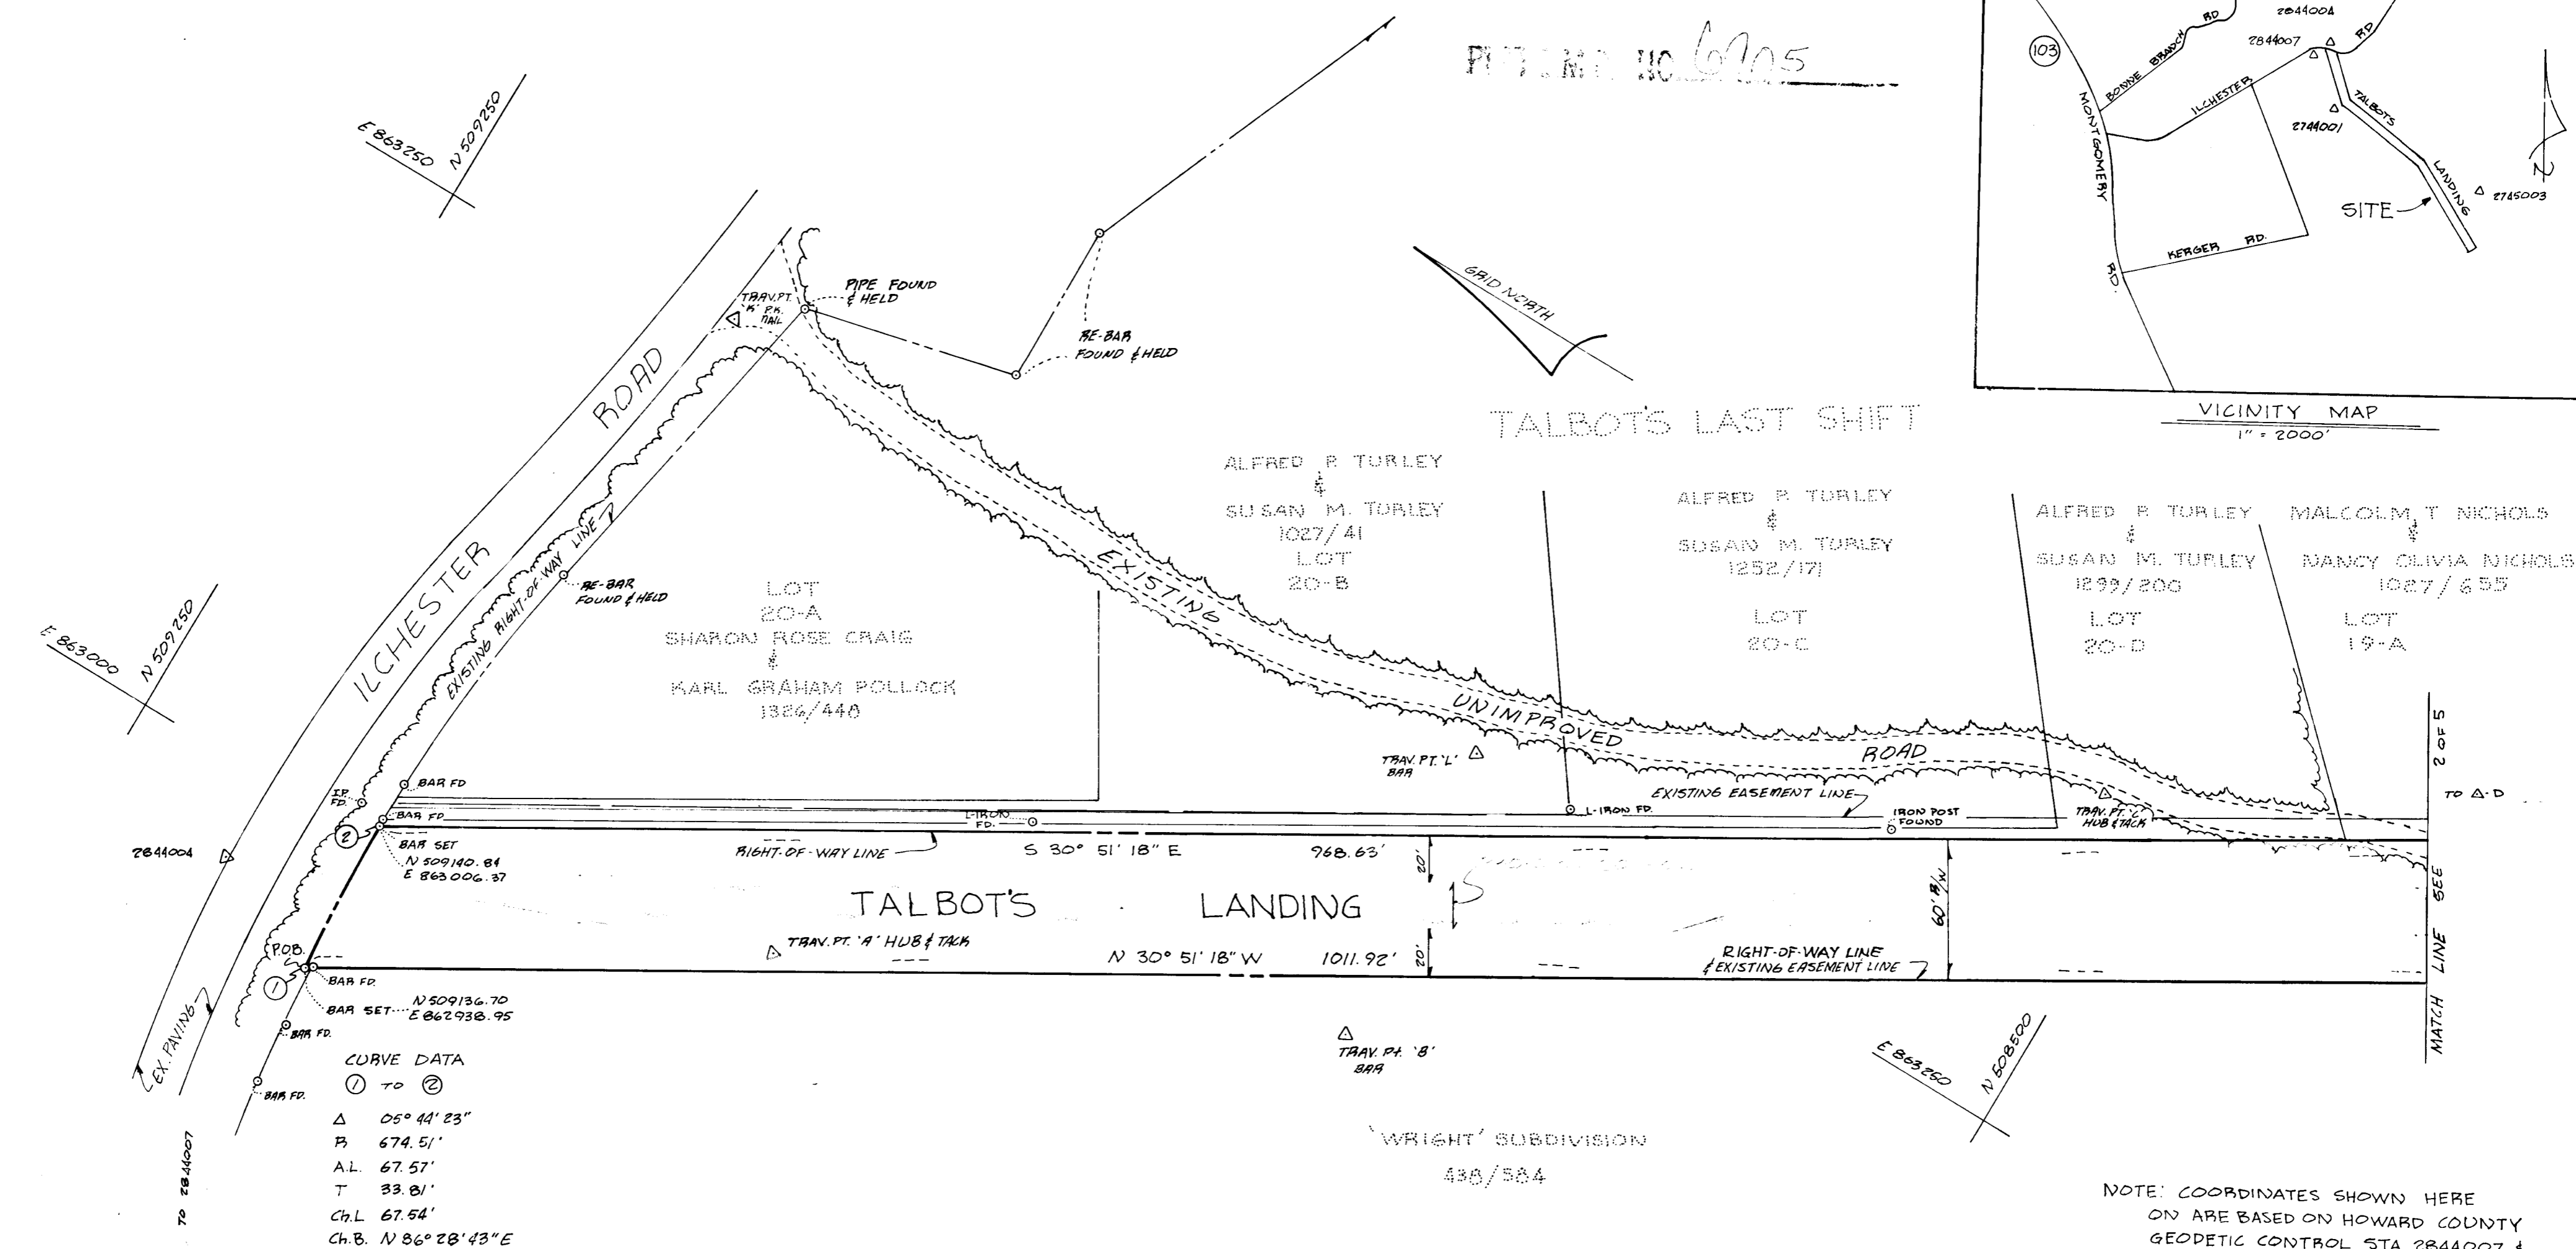 NO. 6905
E 863250
N 509250
E 863000
N 509250
ILCHESTER ROAD
EXISTING RIGHT-OF-WAY LINE
TRAV. PT.
'K' P.K.
NAIL
PIPE FOUND
& HELD
RE-BAR
FOUND & HELD
RE-BAR
FOUND & HELD
GRID NORTH
103
MONTGOMERY RD.
BONNE BRANCH RD
2844004
2844007
RD
ILCHESTER
2744001
TALBOTS LANDING
2745003
SITE
KERGER RD.
N
VICINITY MAP
1" = 2000'
TALBOT'S LAST SHIFT
LOT
20-A
SHARON ROSE CRAIG
&
KARL GRAHAM POLLOCK
1326/448
ALFRED P. TURLEY
&
SUSAN M. TURLEY
1027/41
LOT
20-B
ALFRED P. TURLEY
&
SUSAN M. TURLEY
1252/171
LOT
20-C
ALFRED P. TURLEY
&
SUSAN M. TURLEY
1299/200
LOT
20-D
MALCOLM T NICHOLS
&
NANCY OLIVIA NICHOLS
1027/655
LOT
19-A
EXISTING UNIMPROVED ROAD
TRAV. PT. 'L'
BAR
EXISTING EASEMENT LINE
L-IRON FD.
IRON POST
FOUND
TRAV. PT. 'C'
HUB & TACK
MATCH LINE SEE 2 OF 5
TO Δ-D
I.P.
FD.
BAR FD
BAR FD.
L-IRON
FD.
2
BAR SET
N 509140.84
E 863006.37
2844004
RIGHT-OF-WAY LINE
S 30° 51' 18" E 968.63'
20'
60' R/W
TALBOT'S LANDING
TRAV. PT. 'A' HUB & TACK
N 30° 51' 18" W 1011.92'
20'
RIGHT-OF-WAY LINE
& EXISTING EASEMENT LINE
P.O.B.
1
BAR FD.
BAR SET
N 509136.70
E 862938.95
BAR FD.
BAR FD.
EX. PAVING
TO 2844007
CURVE DATA
1 TO 2
Δ 05° 44' 23"
R 674.51'
A.L. 67.57'
T 33.81'
Ch.L 67.54'
Ch.B. N 86° 28' 43" E
TRAV. Pt. 'B'
BAR
E 863250
N 508500
'WRIGHT' SUBDIVISION
438/584
NOTE: COORDINATES SHOWN HERE
ON ARE BASED ON HOWARD COUNTY
GEODETIC CONTROL STA 2844007 &